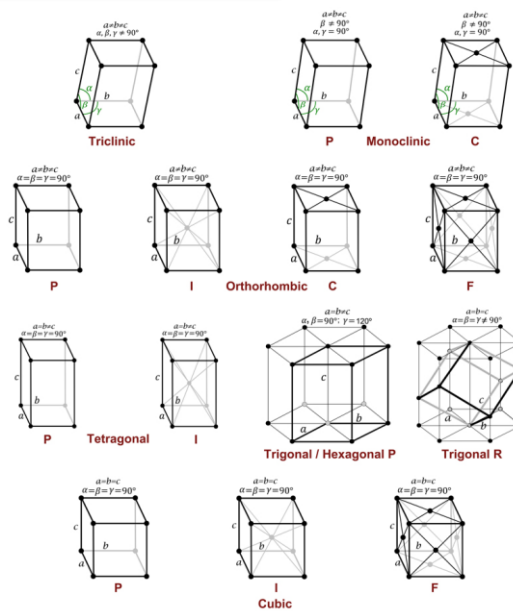 a≠b≠c
α, β, γ ≠ 90°
c
α
β
b
γ
a
Triclinic
a≠b≠c
β ≠ 90°
α, γ = 90°
c
α
β
b
γ
a
P
Monoclinic
a≠b≠c
β ≠ 90°
α, γ = 90°
c
α
β
b
γ
a
C
a≠b≠c
α=β=γ=90°
c
b
a
P
a≠b≠c
α=β=γ=90°
c
b
a
I
Orthorhombic
a≠b≠c
α=β=γ=90°
c
b
a
C
a≠b≠c
α=β=γ=90°
c
b
a
F
a=b≠c
α=β=γ=90°
c
b
a
P
Tetragonal
a=b≠c
α=β=γ=90°
c
b
a
I
a=b≠c
α, β=90°; γ=120°
c
a
b
Trigonal / Hexagonal P
a=b=c
α=β=γ≠90°
c
a
b
Trigonal R
a=b=c
α=β=γ=90°
c
b
a
P
a=b=c
α=β=γ=90°
c
b
a
I
Cubic
a=b=c
α=β=γ=90°
c
b
a
F